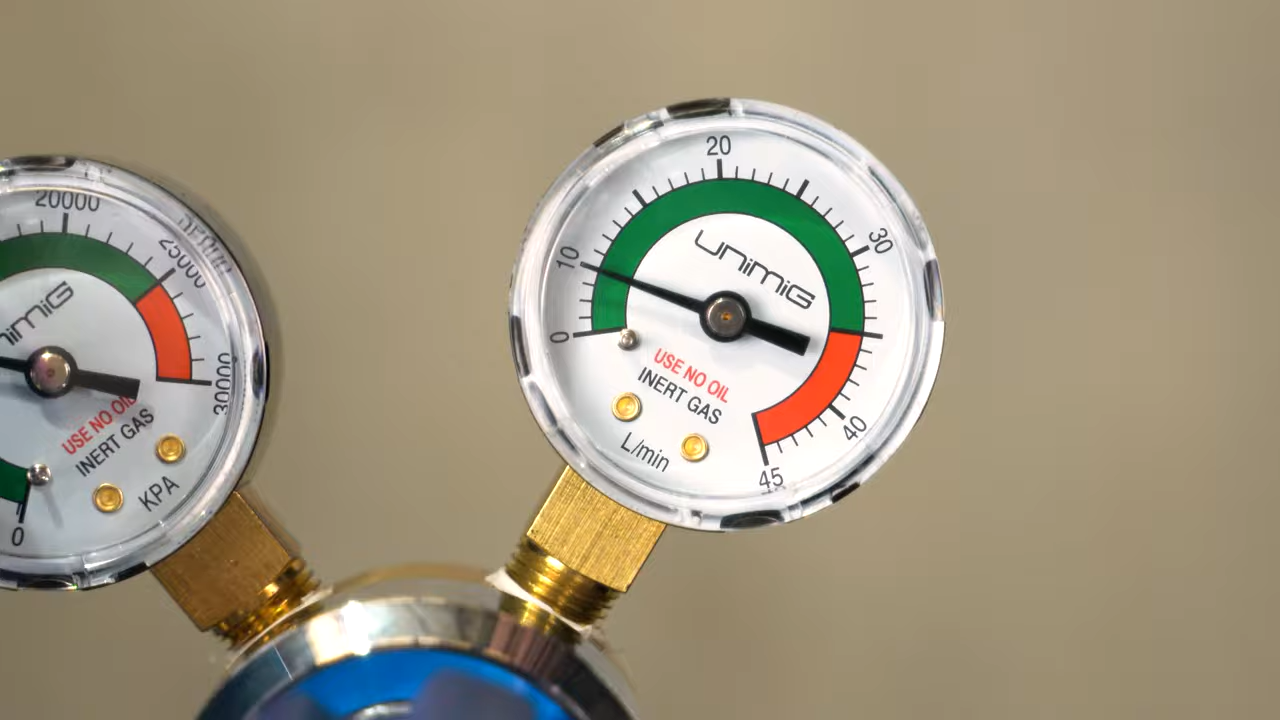 20000
25000
30000
USE NO OIL
INERT GAS
KPA
0
20
10
30
UNIMIG
0
USE NO OIL
INERT GAS
L/min
40
45